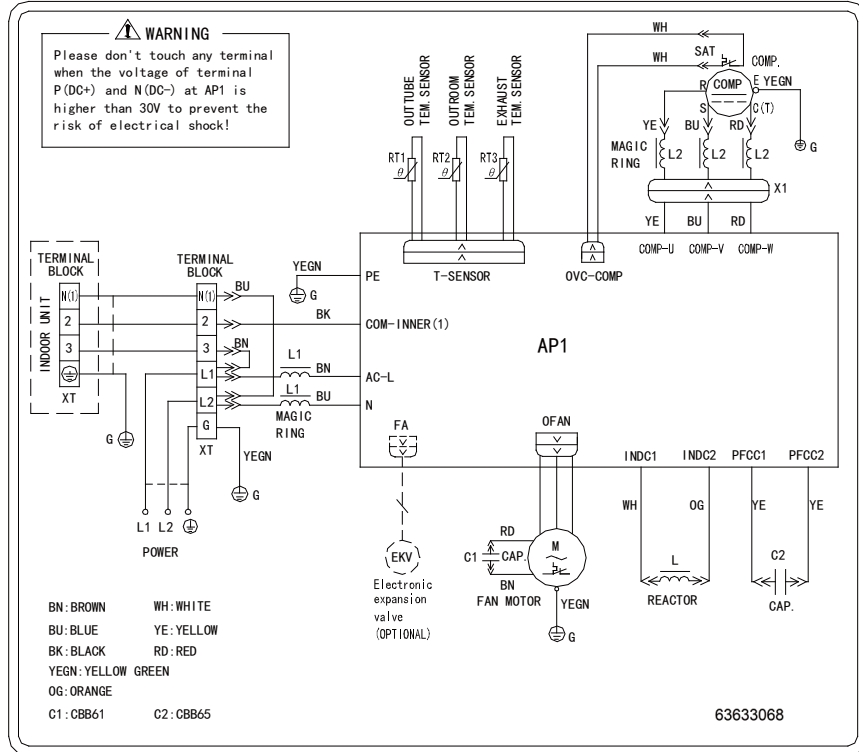 WARNING
Please don't touch any terminal
when the voltage of terminal
P(DC+) and N(DC-) at AP1 is
higher than 30V to prevent the
risk of electrical shock!
OUTTUBE
TEM. SENSOR
OUTROOM
TEM. SENSOR
EXHAUST
TEM. SENSOR
RT1
θ
RT2
θ
RT3
θ
WH
WH
SAT
COMP.
R
COMP
E
YEGN
S
C(T)
YE
BU
RD
G
MAGIC
RING
L2
L2
L2
X1
YE
BU
RD
COMP-U
COMP-V
COMP-W
T-SENSOR
OVC-COMP
INDOOR UNIT
TERMINAL
BLOCK
N(1)
2
3
XT
G
TERMINAL
BLOCK
N(1)
2
3
L1
L2
G
XT
BU
BN
YEGN
G
PE
BK
COM-INNER(1)
L1
BN
AC-L
L1
BU
N
MAGIC
RING
YEGN
G
L1
L2
POWER
AP1
FA
EKV
Electronic
expansion
valve
(OPTIONAL)
OFAN
RD
C1
CAP.
BN
M
FAN MOTOR
YEGN
G
INDC1
INDC2
PFCC1
PFCC2
WH
OG
YE
YE
L
REACTOR
C2
CAP.
BN:BROWN
WH:WHITE
BU:BLUE
YE:YELLOW
BK:BLACK
RD:RED
YEGN:YELLOW GREEN
OG:ORANGE
C1:CBB61
C2:CBB65
63633068